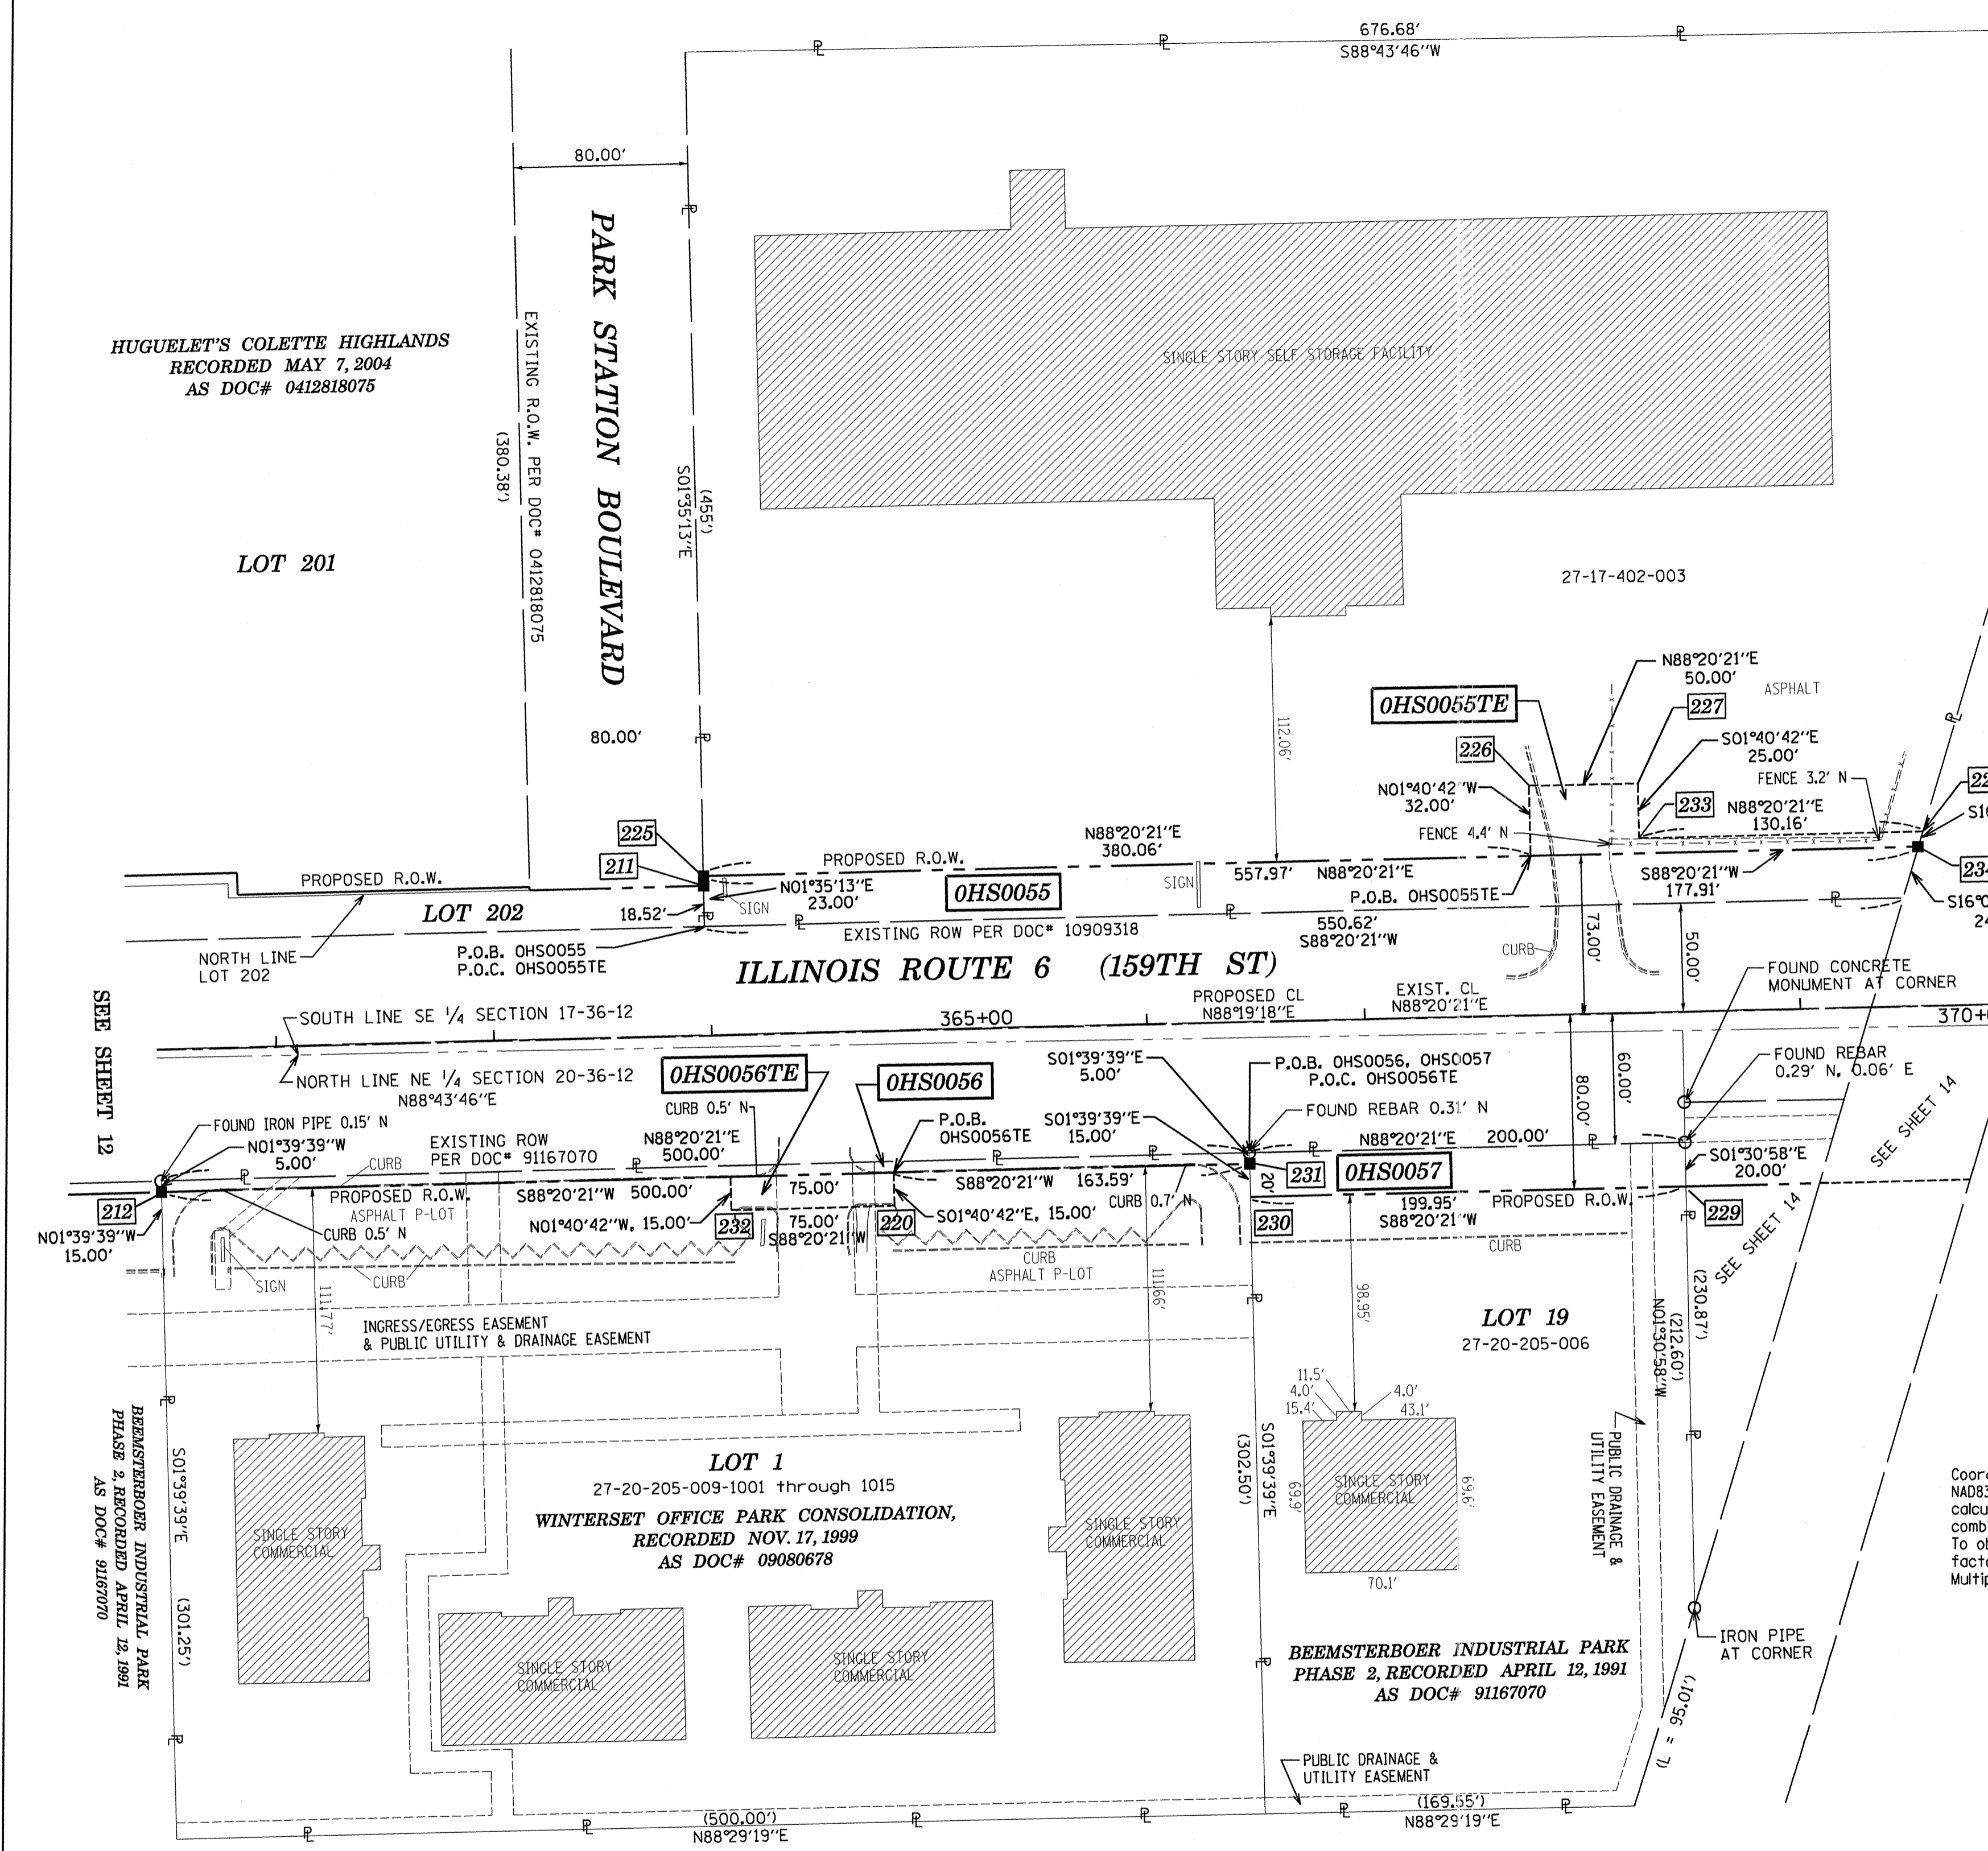 676.68'
S88°43'46"W
80.00'
PARK STATION BOULEVARD
EXISTING R.O.W. PER DOC# 0412818075
(380.38')
(455')
S01°35'13"E
HUGUELET'S COLETTE HIGHLANDS
RECORDED MAY 7, 2004
AS DOC# 0412818075
LOT 201
SINGLE STORY SELF STORAGE FACILITY
27-17-402-003
80.00'
112.06'
0HS0055TE
N88°20'21"E
50.00'
ASPHALT
227
226
S01°40'42"E
25.00'
N01°40'42"W
32.00'
FENCE 3.2' N
233
N88°20'21"E
130.16'
FENCE 4.4' N
225
211
N88°20'21"E
380.06'
PROPOSED R.O.W.
PROPOSED R.O.W.
N01°35'13"E
23.00'
0HS0055
SIGN
557.97' N88°20'21"E
S88°20'21"W
177.91'
P.O.B. OHS0055TE
LOT 202
18.52'
SIGN
NORTH LINE
LOT 202
P.O.B. OHS0055
P.O.C. OHS0055TE
EXISTING ROW PER DOC# 10909318
550.62'
S88°20'21"W
CURB
73.00'
50.00'
ILLINOIS ROUTE 6 (159TH ST)
FOUND CONCRETE
MONUMENT AT CORNER
SEE SHEET 12
PROPOSED CL
N88°19'18"E
EXIST. CL
N88°20'21"E
SOUTH LINE SE 1/4 SECTION 17-36-12
365+00
NORTH LINE NE 1/4 SECTION 20-36-12
N88°43'46"E
0HS0056TE
0HS0056
S01°39'39"E
5.00'
P.O.B. OHS0056, OHS0057
P.O.C. OHS0056TE
80.00'
60.00'
FOUND REBAR
0.29' N, 0.06' E
SEE SHEET 14
FOUND IRON PIPE 0.15' N
CURB 0.5' N
P.O.B.
OHS0056TE
S01°39'39"E
15.00'
FOUND REBAR 0.31' N
N01°39'39"W
5.00'
EXISTING ROW
PER DOC# 91167070
N88°20'21"E
500.00'
N88°20'21"E 200.00'
CURB
S01°30'58"E
20.00'
212
PROPOSED R.O.W.
ASPHALT P-LOT
S88°20'21"W 500.00'
75.00'
S88°20'21"W 163.59'
CURB 0.7' N
20'
231
0HS0057
199.95'
S88°20'21"W
PROPOSED R.O.W.
N01°39'39"W
15.00'
CURB 0.5' N
N01°40'42"W, 15.00'
232
75.00'
S88°20'21"W
220
S01°40'42"E, 15.00'
230
229
SEE SHEET 14
SIGN
CURB
CURB
ASPHALT P-LOT
CURB
111.77'
111.66'
98.95'
INGRESS/EGRESS EASEMENT
& PUBLIC UTILITY & DRAINAGE EASEMENT
LOT 19
27-20-205-006
(230.87')
(212.60')
N01°30'58"W
11.5'
4.0'
15.4'
4.0'
43.1'
BEEMSTERBOER INDUSTRIAL PARK
PHASE 2, RECORDED APRIL 12, 1991
AS DOC# 91167070
S01°39'39"E
(301.25')
LOT 1
27-20-205-009-1001 through 1015
WINTERSET OFFICE PARK CONSOLIDATION,
RECORDED NOV. 17, 1999
AS DOC# 09080678
(302.50')
S01°39'39"E
SINGLE STORY
COMMERCIAL
SINGLE STORY
COMMERCIAL
SINGLE STORY
COMMERCIAL
69.9'
69.6'
70.1'
PUBLIC DRAINAGE &
UTILITY EASEMENT
SINGLE STORY
COMMERCIAL
SINGLE STORY
COMMERCIAL
BEEMSTERBOER INDUSTRIAL PARK
PHASE 2, RECORDED APRIL 12, 1991
AS DOC# 91167070
IRON PIPE
AT CORNER
(L = 95.01')
PUBLIC DRAINAGE &
UTILITY EASEMENT
(500.00')
N88°29'19"E
(169.55')
N88°29'19"E